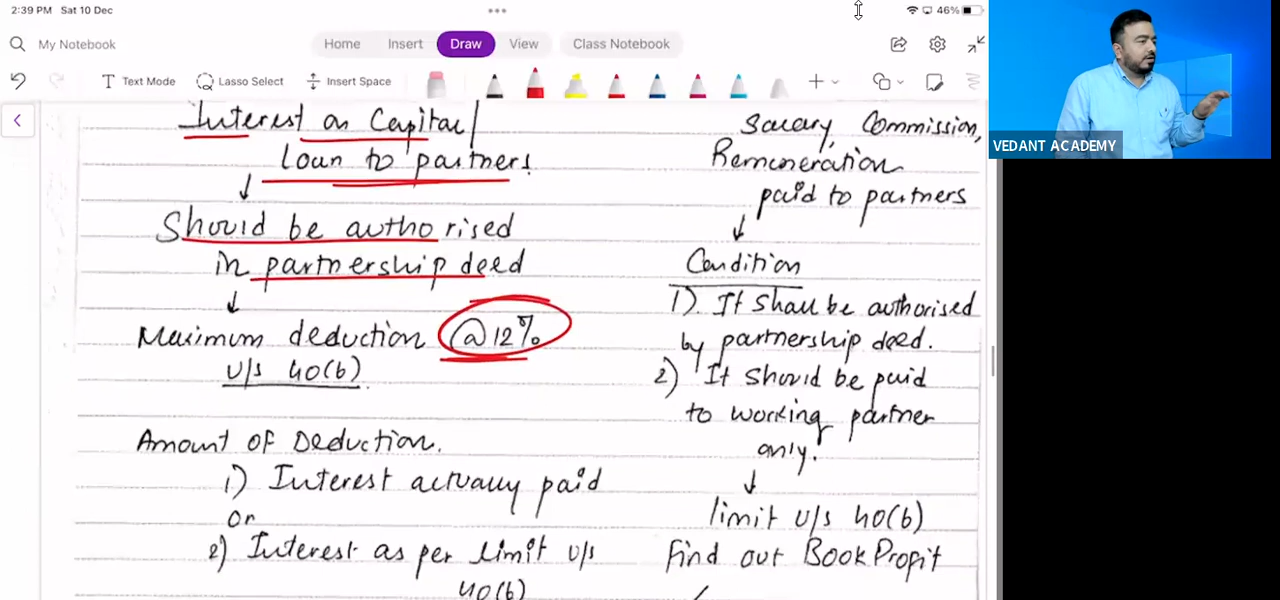 2:39 PM Sat 10 Dec
46%
My Notebook
Home Insert Draw View Class Notebook
Text Mode Lasso Select Insert Space
VEDANT ACADEMY
Interest on Capital/
loan to partners.
Should be authorised
in partnership deed
Maximum deduction @12%
u/s 40(b)
Amount of Deduction.
1) Interest actually paid
Or
2) Interest as per limit u/s
40(b)
Salary, Commission,
Remuneration
paid to partners
Condition
1). It shall be authorised
by partnership deed.
2) It should be paid
to working partner
only.
limit u/s 40(b)
Find out Book Profit